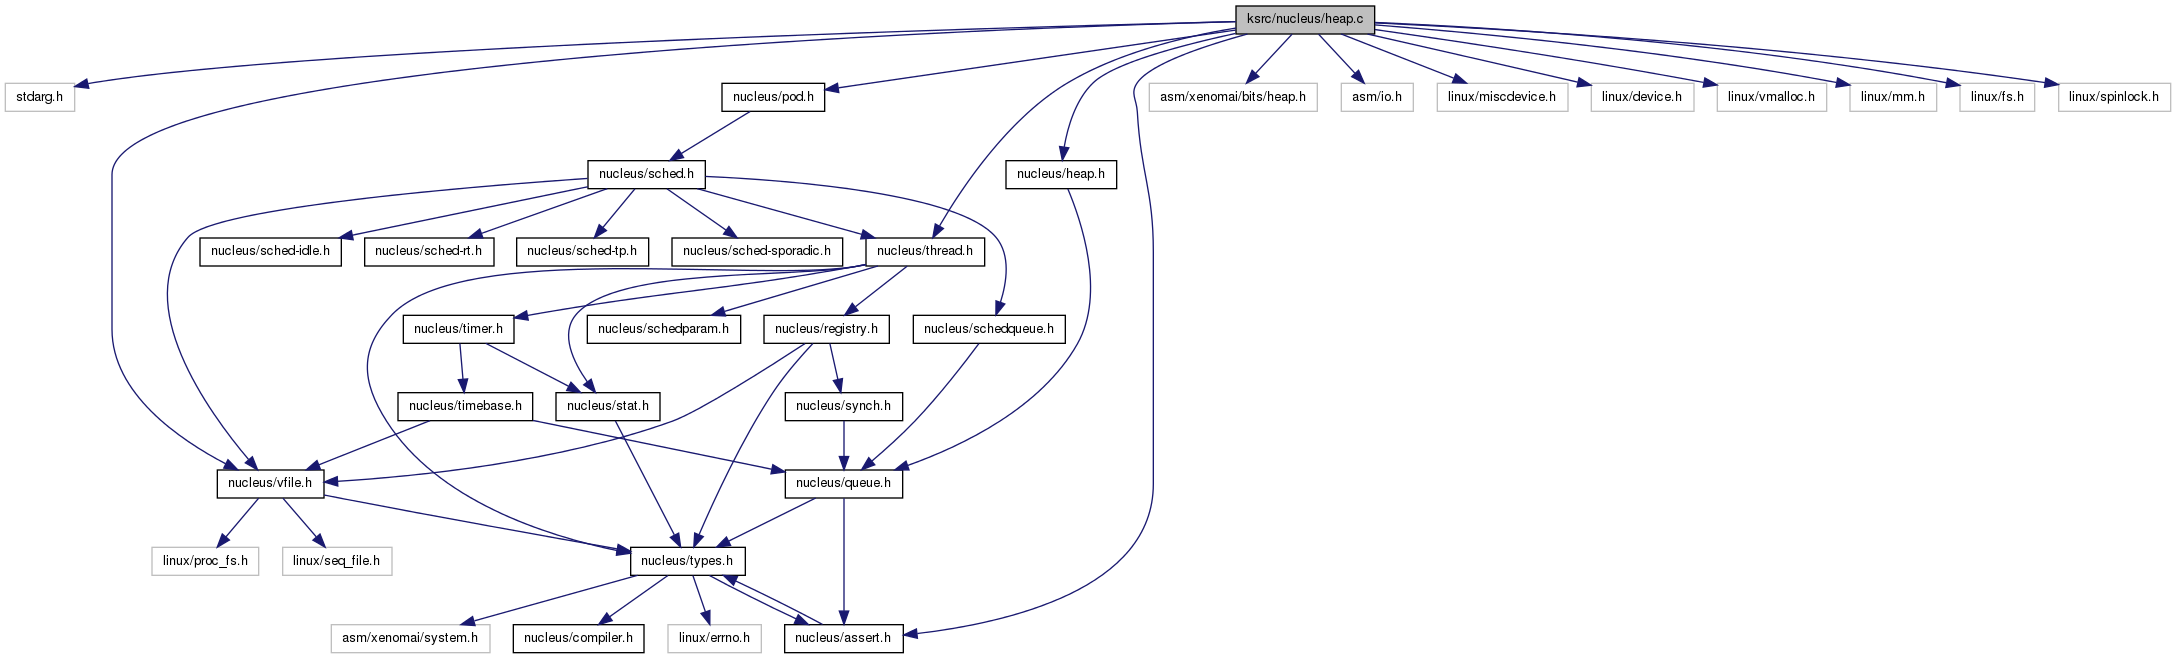 ksrc/nucleus/heap.c
stdarg.h
nucleus/pod.h
asm/xenomai/bits/heap.h
asm/io.h
linux/miscdevice.h
linux/device.h
linux/vmalloc.h
linux/mm.h
linux/fs.h
linux/spinlock.h
nucleus/sched.h
nucleus/heap.h
nucleus/sched-idle.h
nucleus/sched-rt.h
nucleus/sched-tp.h
nucleus/sched-sporadic.h
nucleus/thread.h
nucleus/timer.h
nucleus/schedparam.h
nucleus/registry.h
nucleus/schedqueue.h
nucleus/timebase.h
nucleus/stat.h
nucleus/synch.h
nucleus/vfile.h
nucleus/queue.h
linux/proc_fs.h
linux/seq_file.h
nucleus/types.h
asm/xenomai/system.h
nucleus/compiler.h
linux/errno.h
nucleus/assert.h